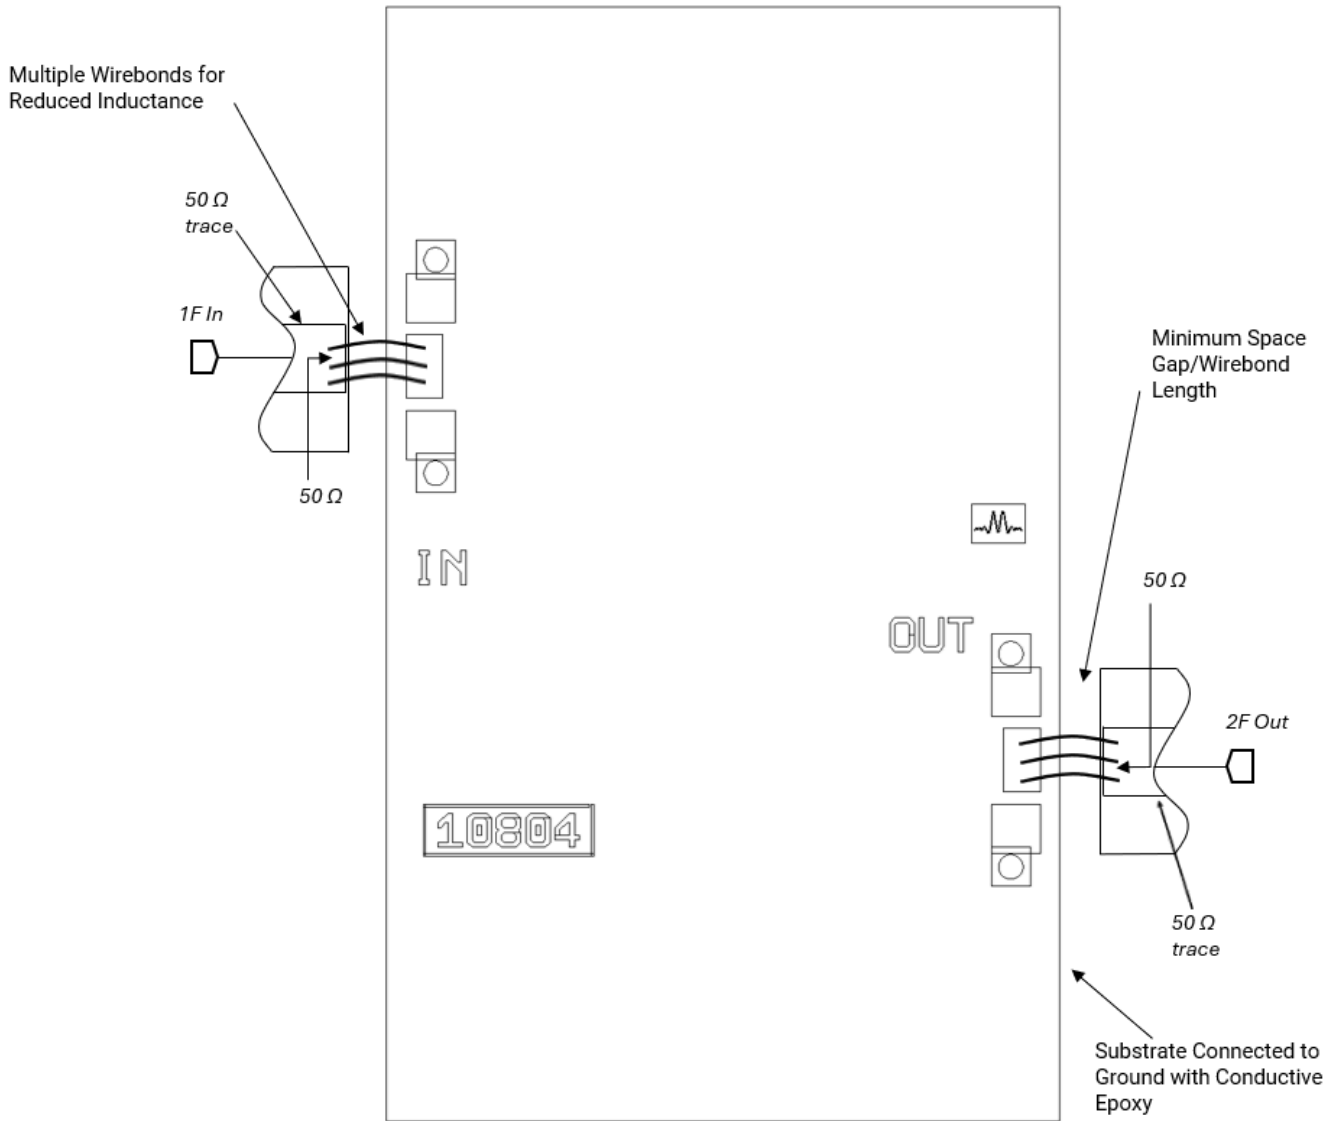 Multiple Wirebonds for
Reduced Inductance
50 Ω
trace
1F In
50 Ω
IN
Minimum Space
Gap/Wirebond
Length
50 Ω
OUT
2F Out
10804
50 Ω
trace
Substrate Connected to
Ground with Conductive
Epoxy